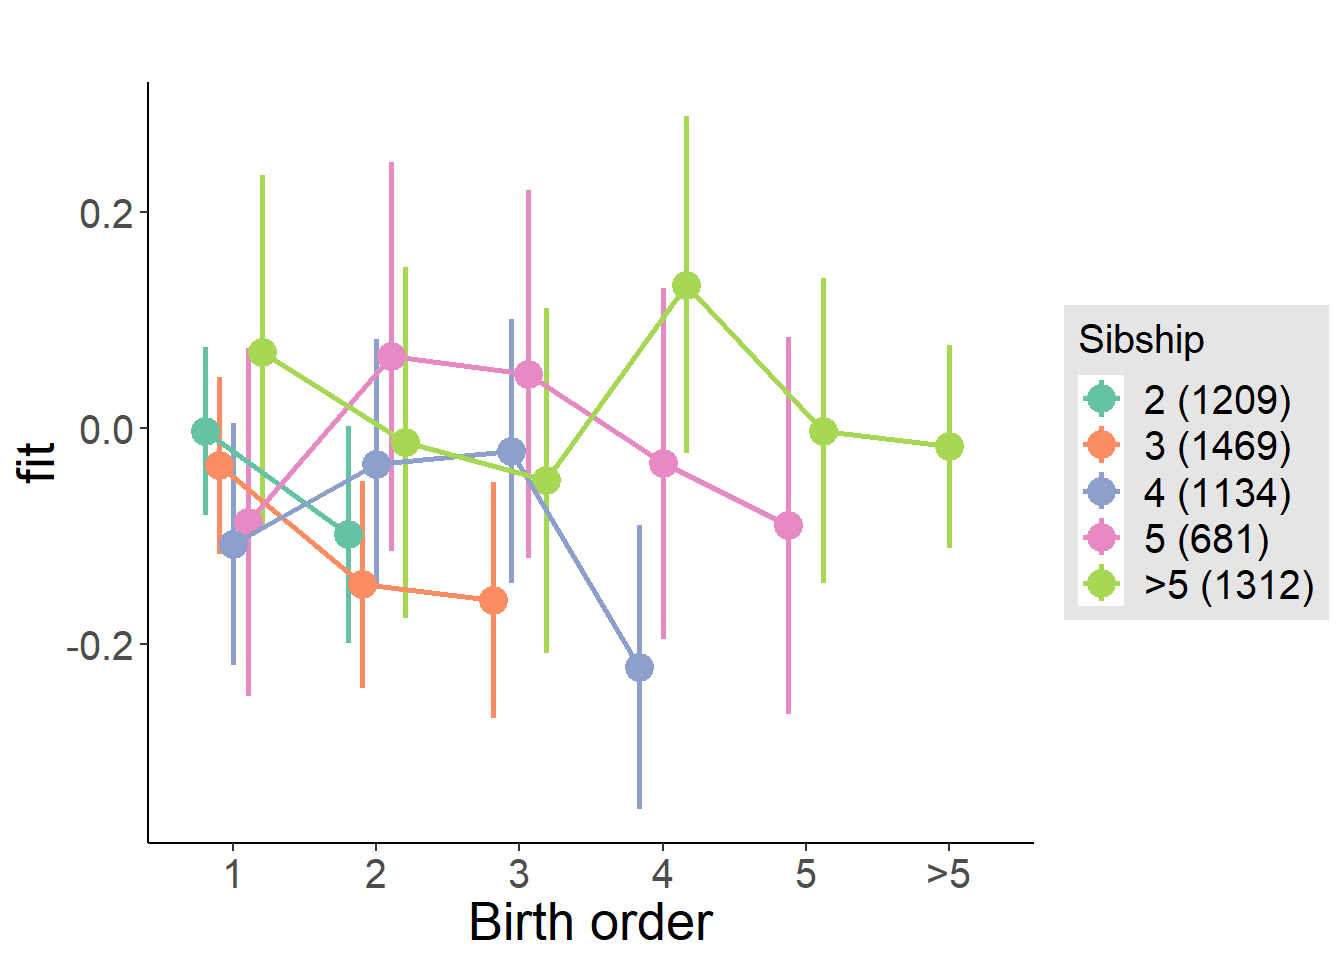 0.2
0.0
-0.2
fit
1 2 3 4 5 >5
Birth order
Sibship
2 (1209)
3 (1469)
4 (1134)
5 (681)
>5 (1312)